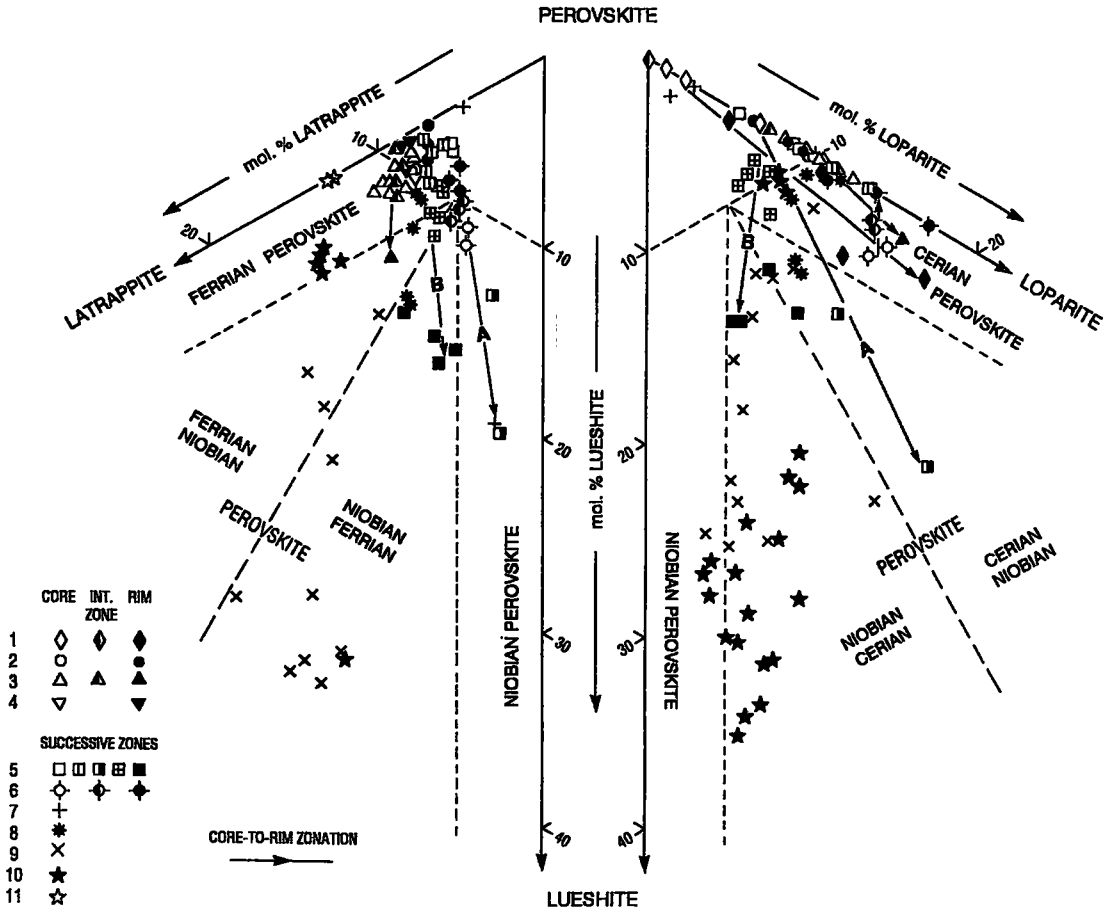 PEROVSKITE
mol. % LATRAPPITE
10
20
LATRAPPITE
FERRIAN PEROVSKITE
FERRIAN
NIOBIAN
PEROVSKITE
NIOBIAN
FERRIAN
B
A
NIOBIAN PEROVSKITE
10
20
30
40
mol. % LUESHITE
LUESHITE
mol. % LOPARITE
10
20
LOPARITE
CERIAN
PEROVSKITE
B
A
10
20
30
40
NIOBIAN PEROVSKITE
PEROVSKITE
CERIAN
NIOBIAN
NIOBIAN
CERIAN
CORE INT. ZONE RIM
1
2
3
4
SUCCESSIVE ZONES
5
6
7
8
9
10
11
CORE-TO-RIM ZONATION